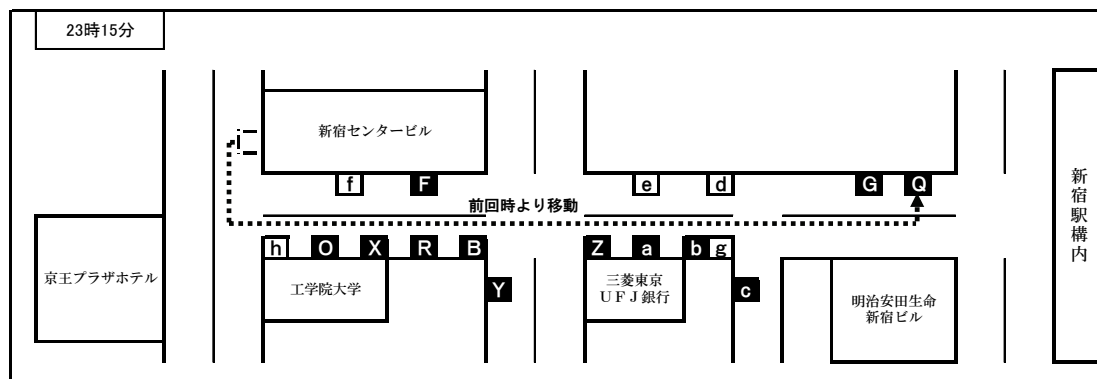 23時15分
新宿センタービル
f
F
e
d
G
Q
前回時より移動
新宿駅構内
h
O
X
R
B
Z
a
b
g
京王プラザホテル
工学院大学
Y
三菱東京
UFJ銀行
c
明治安田生命
新宿ビル